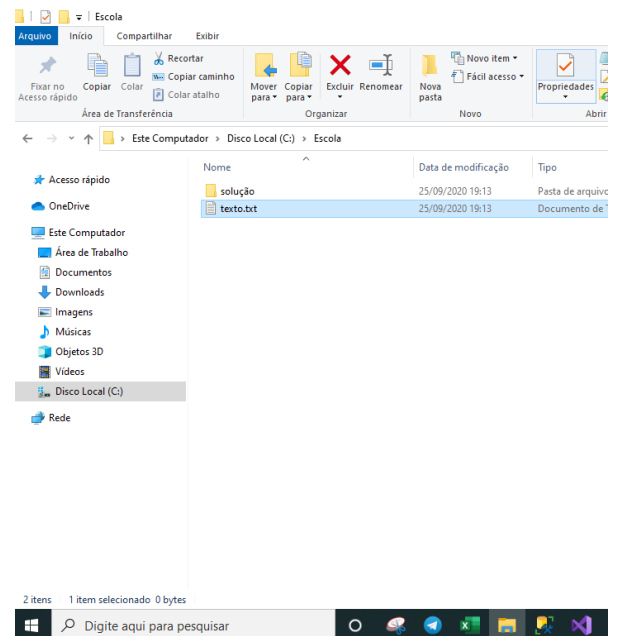 Escola
Arquivo Início Compartilhar Exibir
Fixar no Acesso rápido
Copiar
Colar
Recortar
Copiar caminho
Colar atalho
Mover para
Copiar para
Excluir
Renomear
Nova pasta
Novo item
Fácil acesso
Propriedades
Área de Transferência Organizar Novo Abrir
Este Computador > Disco Local (C:) > Escola
Nome Data de modificação Tipo
solução 25/09/2020 19:13 Pasta de arquivo
texto.txt 25/09/2020 19:13 Documento de
Acesso rápido
OneDrive
Este Computador
Área de Trabalho
Documentos
Downloads
Imagens
Músicas
Objetos 3D
Vídeos
Disco Local (C:)
Rede
2 itens 1 item selecionado 0 bytes
Digite aqui para pesquisar